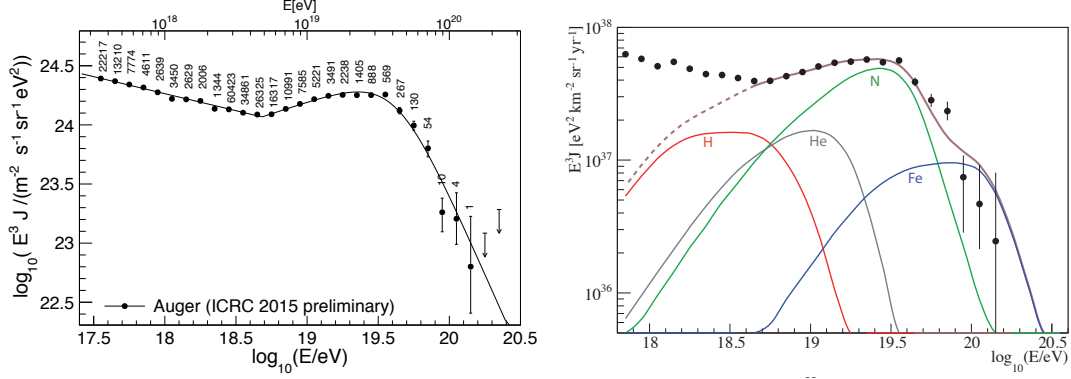 E[eV]
10^18 10^19 10^20
log10( E^3 J /(m^-2 s^-1 sr^-1 eV^2))
24.5
24
23.5
23
22.5
22217
13210
7774
4611
2639
3450
2629
2006
1344
60423
34861
26325
16317
10991
7585
5221
3491
2238
1405
888
569
267
130
54
10
4
1
Auger (ICRC 2015 preliminary)
17.5 18 18.5 19 19.5 20 20.5
log10(E/eV)
E^3J [eV^2 km^-2 sr^-1 yr^-1]
10^38
10^37
10^36
H
He
N
Fe
18 18.5 19 19.5 20 20.5
log10(E/eV)